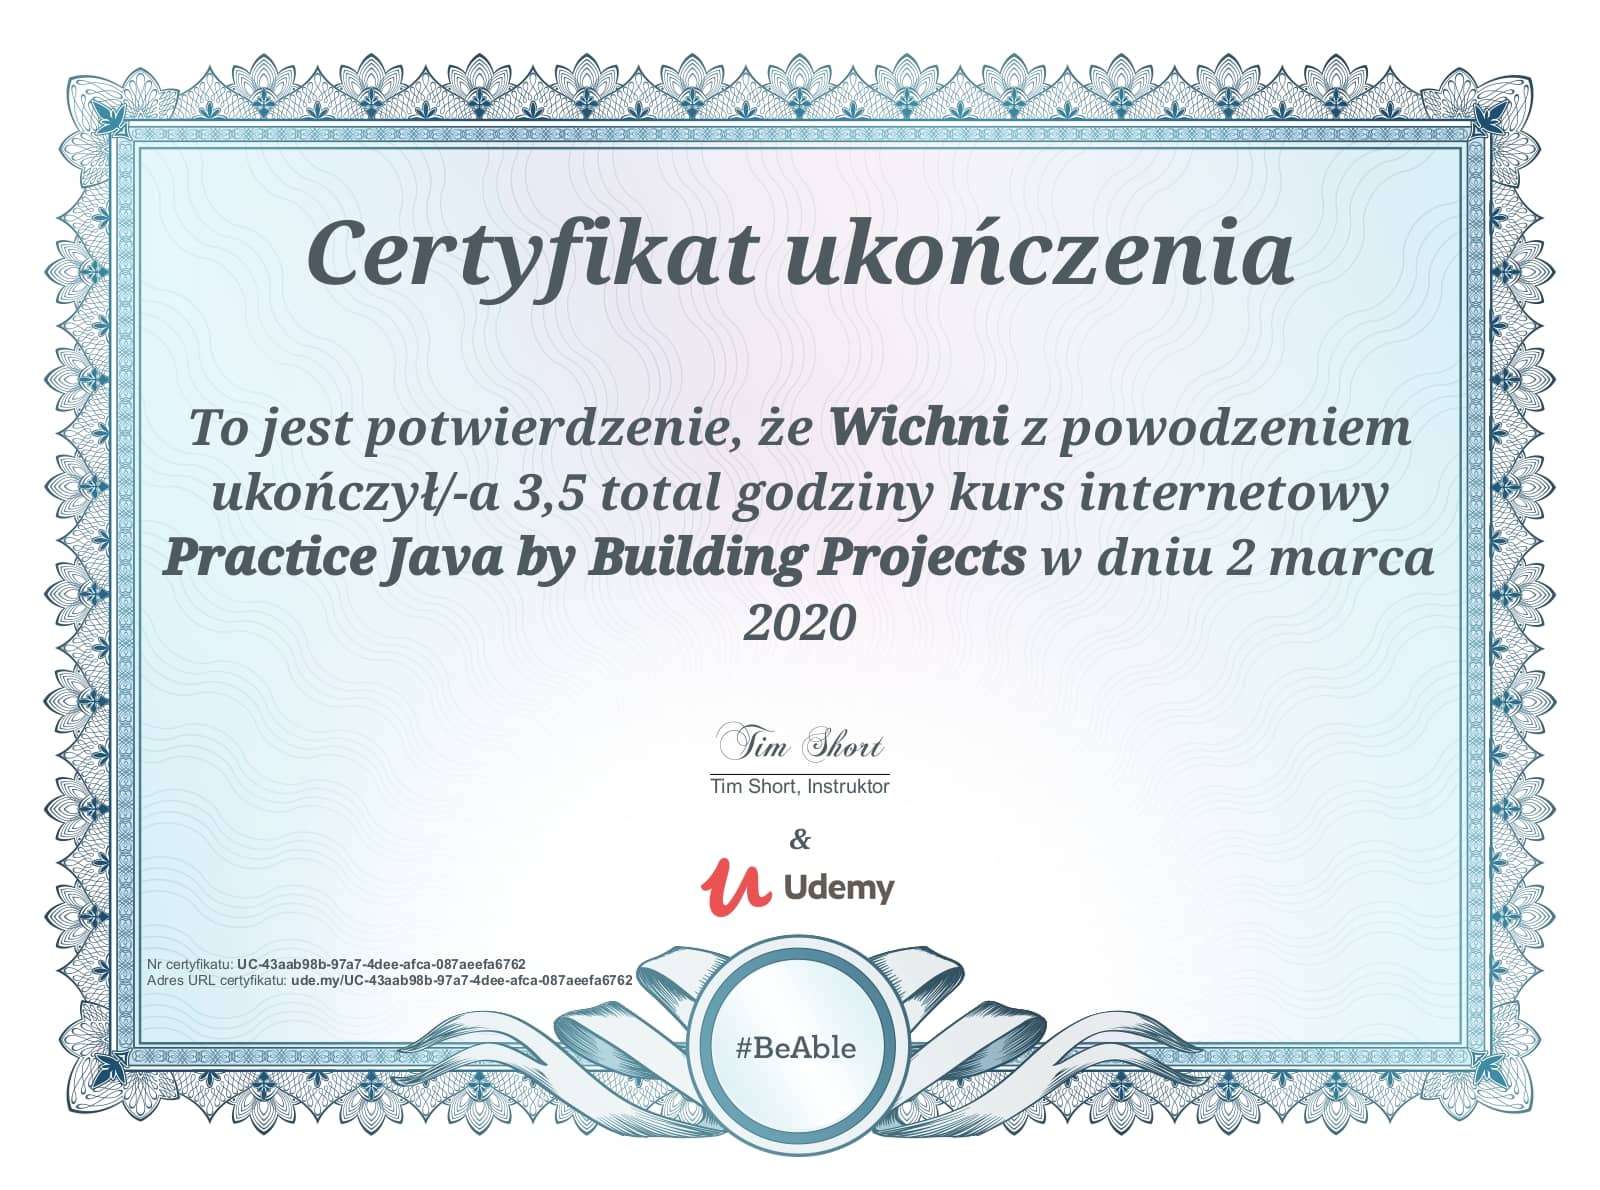 Certyfikat ukończenia
To jest potwierdzenie, że Wichni z powodzeniem
ukończył/-a 3,5 total godziny kurs internetowy
Practice Java by Building Projects w dniu 2 marca
2020
Tim Short
Tim Short, Instruktor
&
Udemy
Nr certyfikatu: UC-43aab98b-97a7-4dee-afca-087aeefa6762
Adres URL certyfikatu: ude.my/UC-43aab98b-97a7-4dee-afca-087aeefa6762
#BeAble